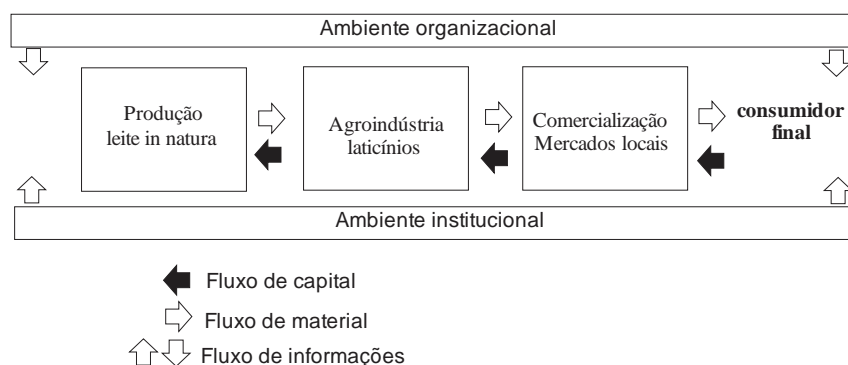 Ambiente organizacional
Produção
leite in natura
Agroindústria
laticínios
Comercialização
Mercados locais
consumidor
final
Ambiente institucional
Fluxo de capital
Fluxo de material
Fluxo de informações